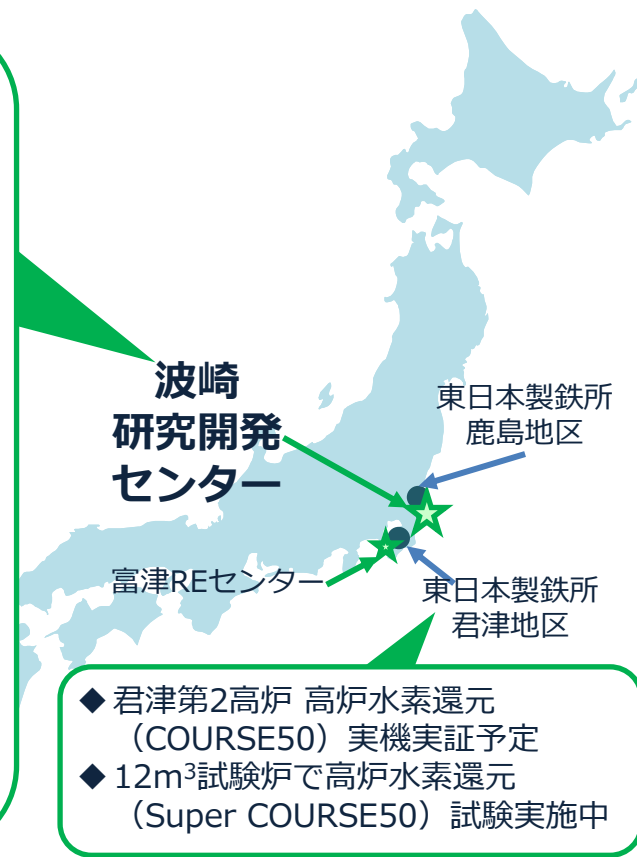 波崎
研究開発
センター
東日本製鉄所
鹿島地区
富津REセンター
東日本製鉄所
君津地区
◆ 君津第2高炉 高炉水素還元
（COURSE50）実機実証予定
◆ 12m³試験炉で高炉水素還元
（Super COURSE50）試験実施中